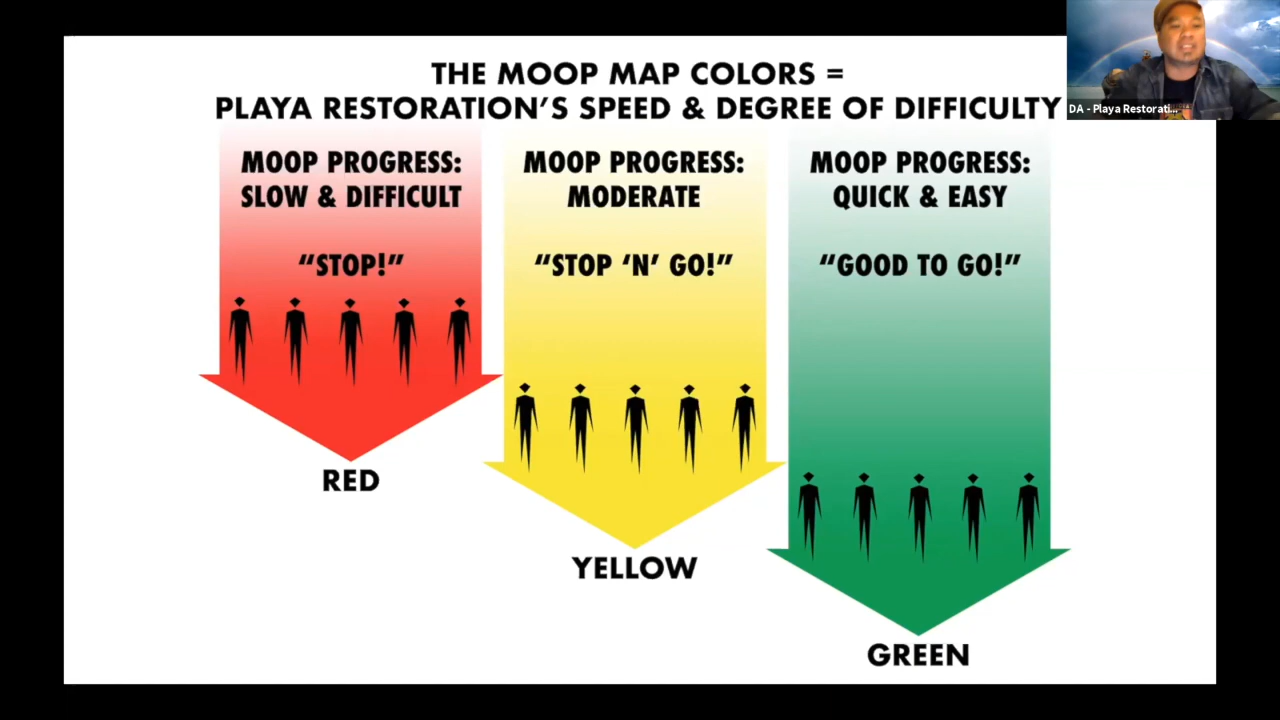 THE MOOP MAP COLORS =
PLAYA RESTORATION'S SPEED & DEGREE OF DIFFICULTY
MOOP PROGRESS:
SLOW & DIFFICULT
“STOP!”
RED
MOOP PROGRESS:
MODERATE
“STOP ‘N’ GO!”
YELLOW
MOOP PROGRESS:
QUICK & EASY
“GOOD TO GO!”
GREEN
DA - Playa Restorati...